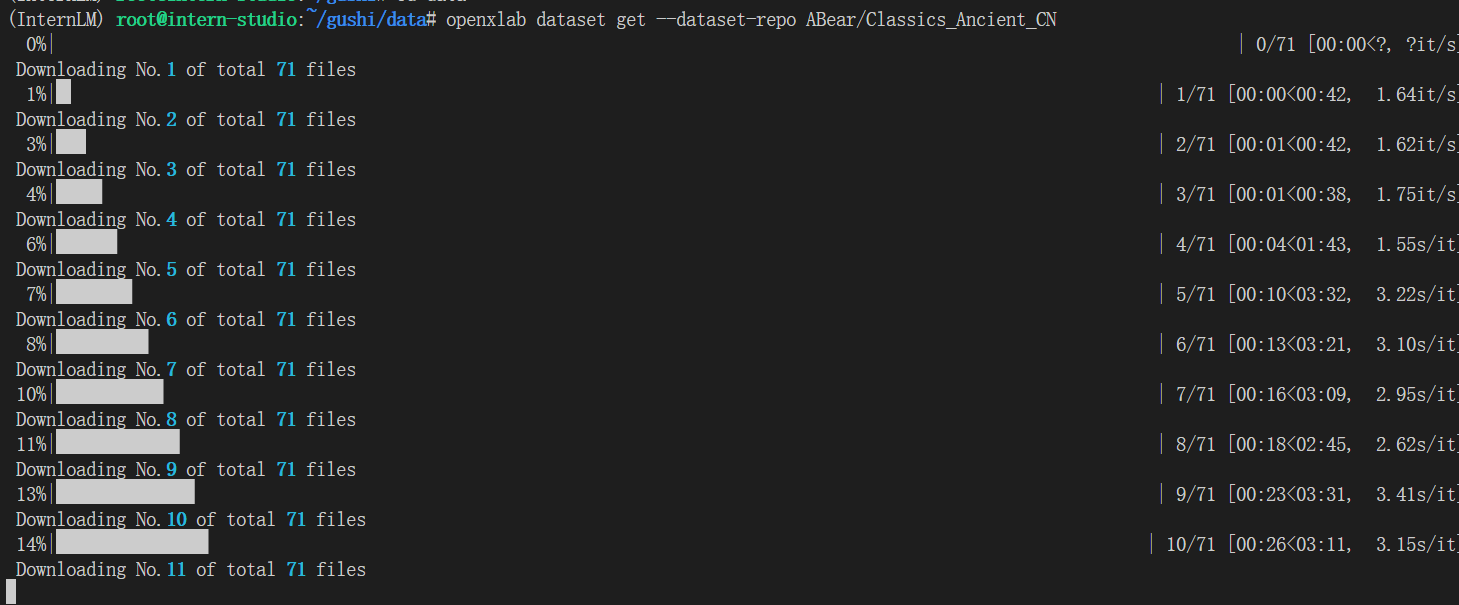 (InternLM) root@intern-studio:~/gushi/data# openxlab dataset get --dataset-repo ABear/Classics_Ancient_CN
0%| | 0/71 [00:00<?, ?it/s]
Downloading No.1 of total 71 files
1%| | 1/71 [00:00<00:42, 1.64it/s]
Downloading No.2 of total 71 files
3%| | 2/71 [00:01<00:42, 1.62it/s]
Downloading No.3 of total 71 files
4%| | 3/71 [00:01<00:38, 1.75it/s]
Downloading No.4 of total 71 files
6%| | 4/71 [00:04<01:43, 1.55s/it]
Downloading No.5 of total 71 files
7%| | 5/71 [00:10<03:32, 3.22s/it]
Downloading No.6 of total 71 files
8%| | 6/71 [00:13<03:21, 3.10s/it]
Downloading No.7 of total 71 files
10%| | 7/71 [00:16<03:09, 2.95s/it]
Downloading No.8 of total 71 files
11%| | 8/71 [00:18<02:45, 2.62s/it]
Downloading No.9 of total 71 files
13%| | 9/71 [00:23<03:31, 3.41s/it]
Downloading No.10 of total 71 files
14%| | 10/71 [00:26<03:11, 3.15s/it]
Downloading No.11 of total 71 files